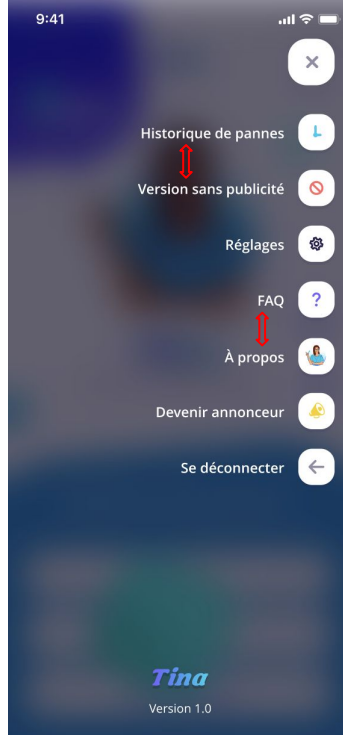 9:41
Historique de pannes
Version sans publicité
Réglages
FAQ
?
À propos
Devenir annonceur
Se déconnecter
Tina
Version 1.0